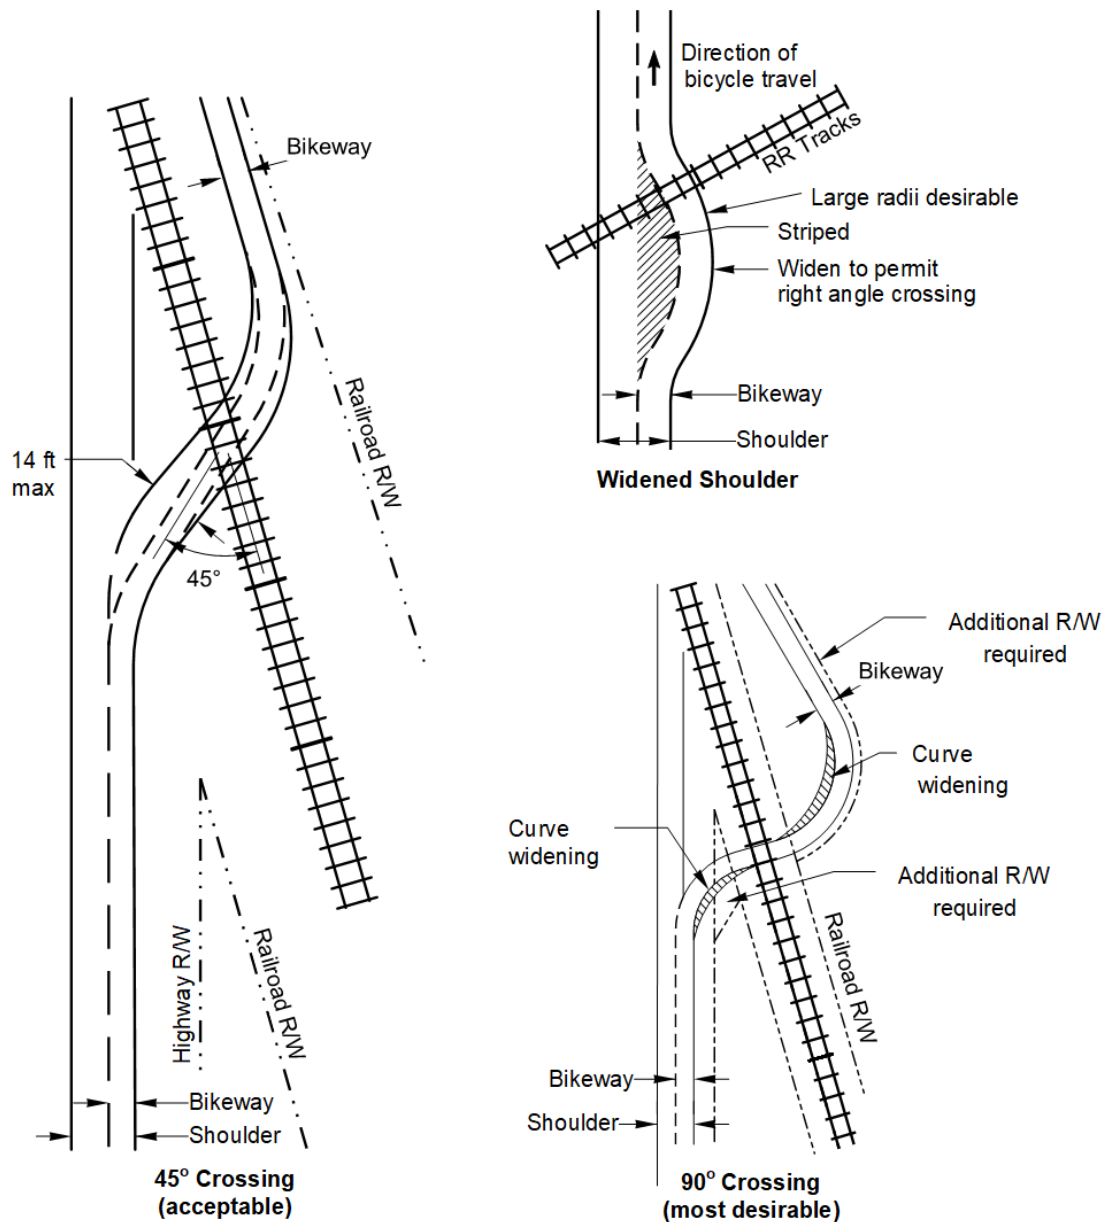 Bikeway
14 ft
max
45°
Railroad R/W
Highway R/W
Railroad R/W
Bikeway
Shoulder
45° Crossing
(acceptable)
Direction of
bicycle travel
RR Tracks
Large radii desirable
Striped
Widen to permit
right angle crossing
Bikeway
Shoulder
Widened Shoulder
Additional R/W
required
Bikeway
Curve
widening
Curve
widening
Additional R/W
required
Railroad R/W
Bikeway
Shoulder
90° Crossing
(most desirable)